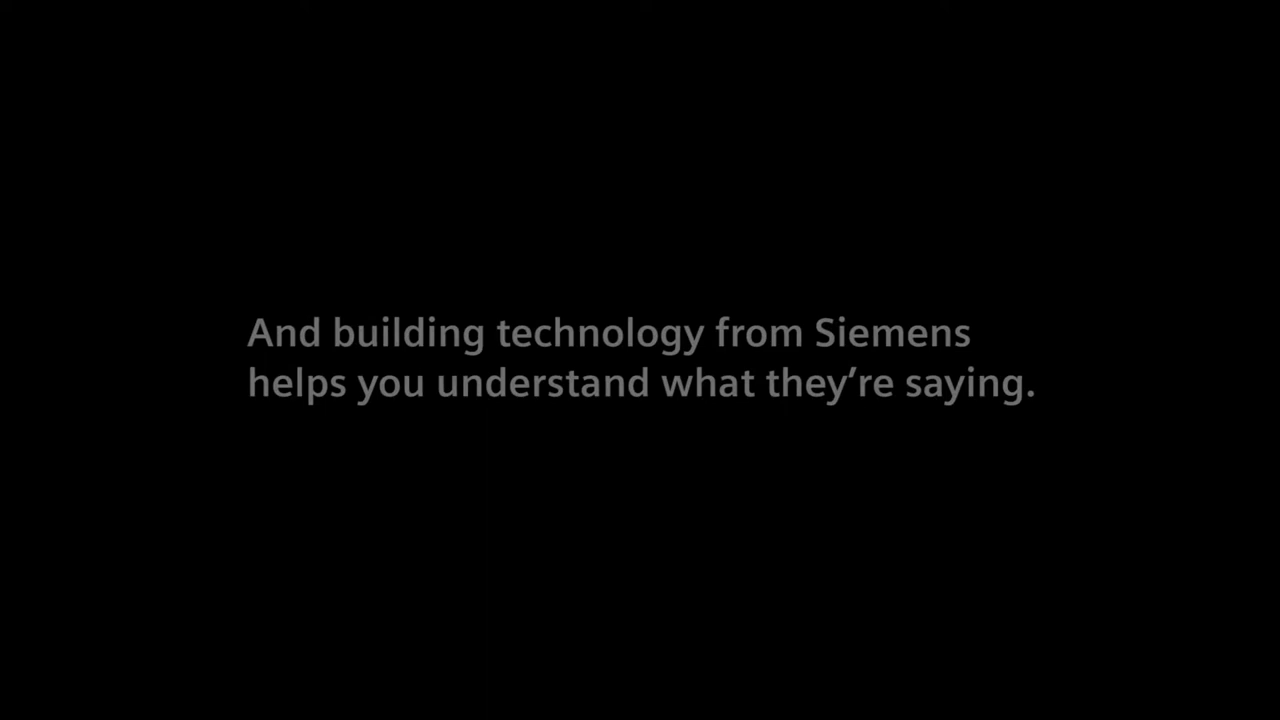 And building technology from Siemens
helps you understand what they’re saying.